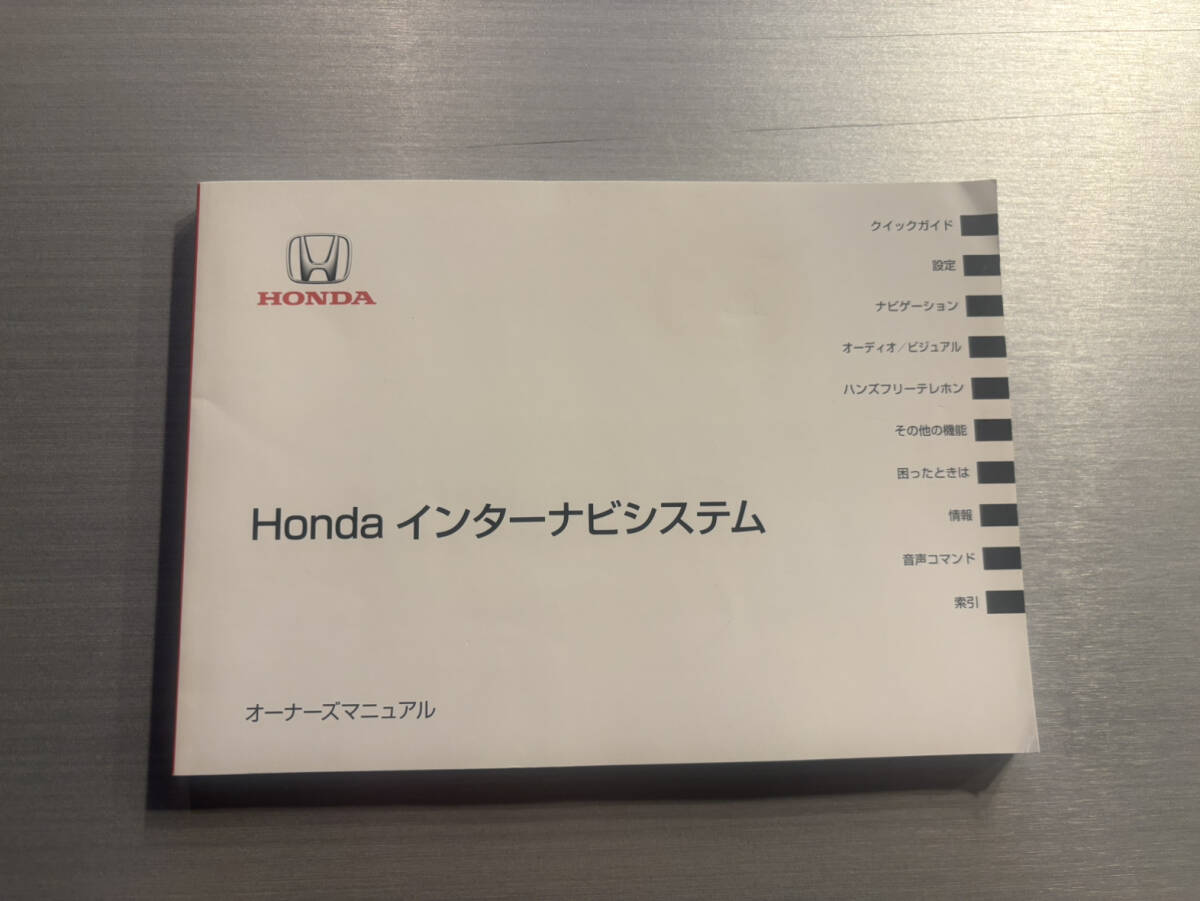 HONDA
Honda インターナビシステム
オーナーズマニュアル
クイックガイド
設定
ナビゲーション
オーディオ/ビジュアル
ハンズフリーテレホン
その他の機能
困ったときは
情報
音声コマンド
索引